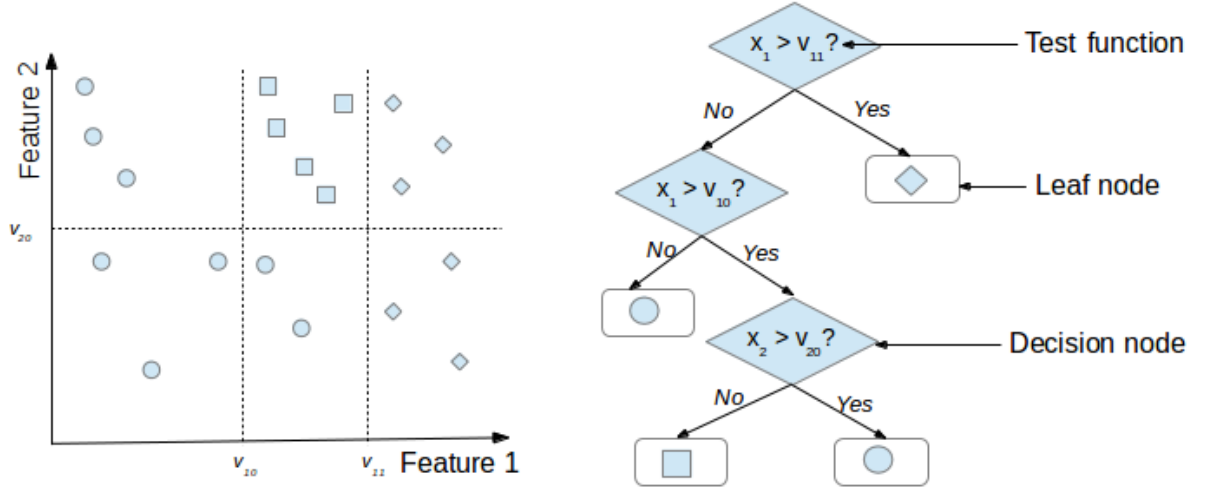 Feature 2
v20
v10
v11
Feature 1
x1 > v11?
Test function
No
Yes
x1 > v10?
Leaf node
No
Yes
x2 > v20?
Decision node
No
Yes